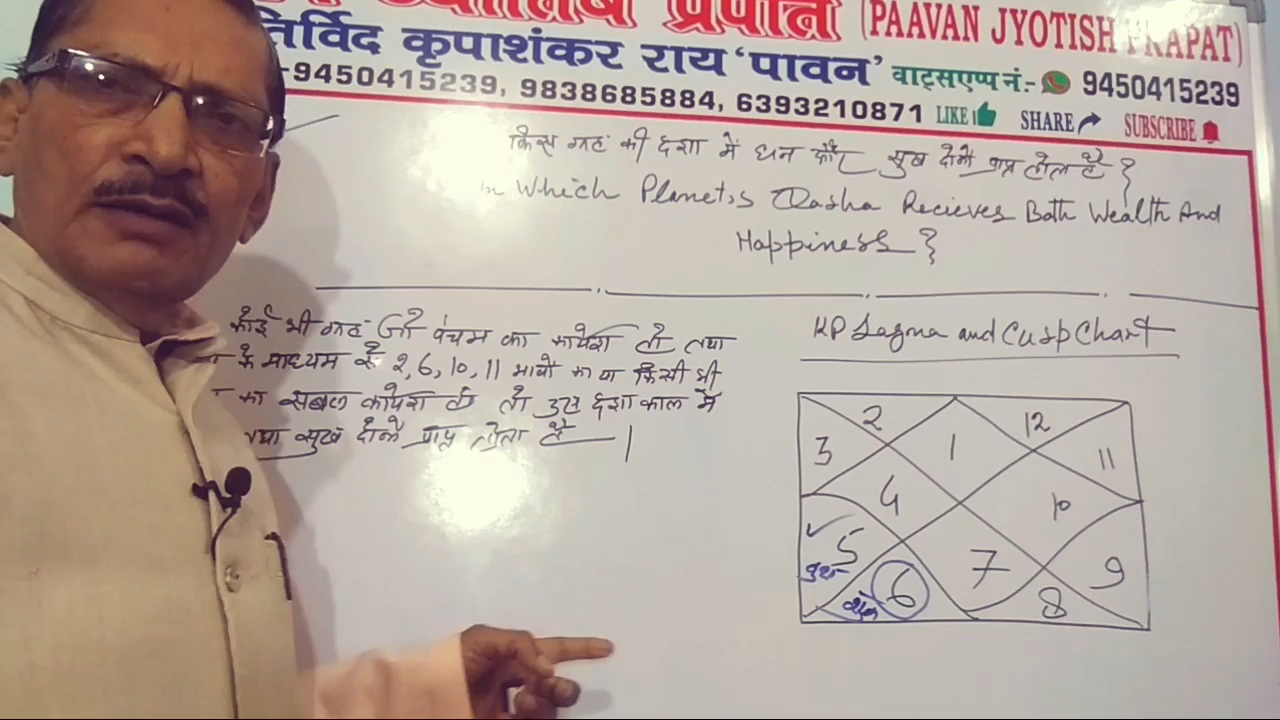 ज्योतिष प्रपात (PAAVAN JYOTISH PRAPAT)
कृपाशंकर राय ‘पावन’ वाट्सएप्प नं:- 9450415239
-9450415239, 9838685884, 6393210871 LIKE SHARE SUBSCRIBE
किस ग्रह की दशा में धन और सुख दोनों प्राप्त होते है?
In Which Planet,s Dasha Recieves Both Wealth And
Happiness?
कोई भी ग्रह जो पंचम का कार्येश हो तथा
के माध्यम से 2, 6, 10, 11 भावो का या किसी भी
का सबल कार्येश हो तो उस दशा काल में
तथा सुख दोनों प्राप्त होता है।
KP Lagna and Cusp Chart
2 12
3 1 11
4 10
5 7 9
6 8